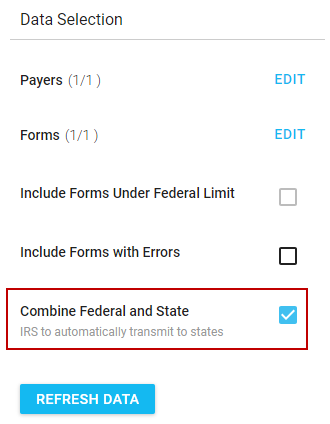 Data Selection
Payers (1/1 ) EDIT
Forms (1/1 ) EDIT
Include Forms Under Federal Limit
Include Forms with Errors
Combine Federal and State
IRS to automatically transmit to states
REFRESH DATA